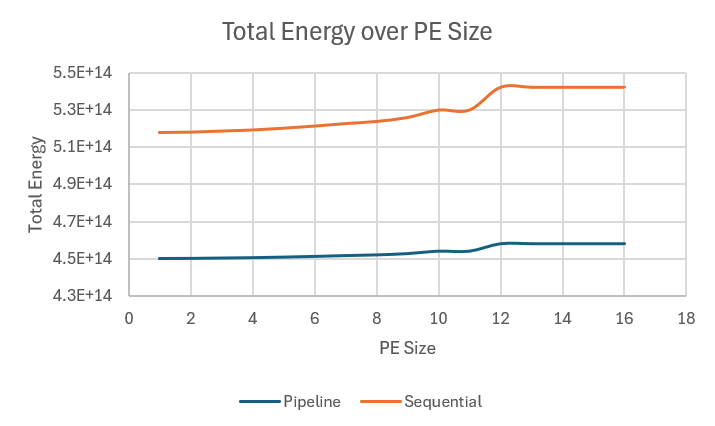 Total Energy over PE Size
5.5E+14
5.3E+14
5.1E+14
4.9E+14
4.7E+14
4.5E+14
4.3E+14
Total Energy
0 2 4 6 8 10 12 14 16 18
PE Size
Pipeline Sequential